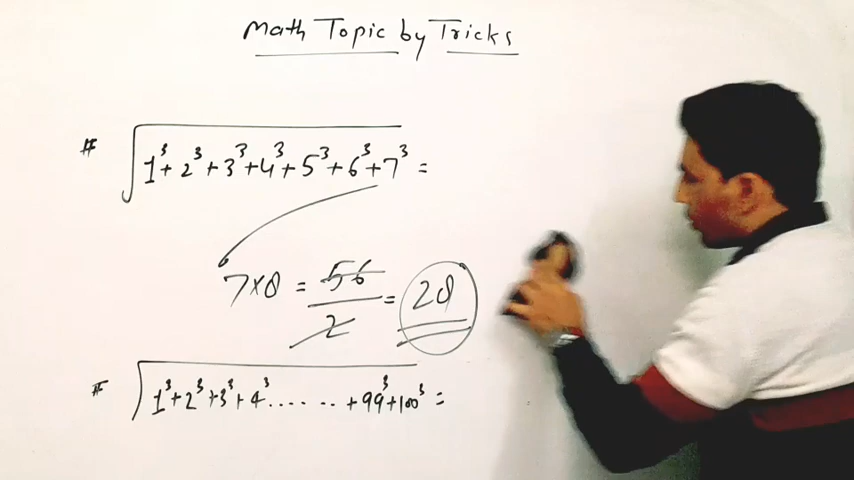 Math Topic by Tricks
# √1³+2³+3³+4³+5³+6³+7³ =
7×8 = 56/2 = 28
# √1³+2³+3³+4³...... +99³+100³ =